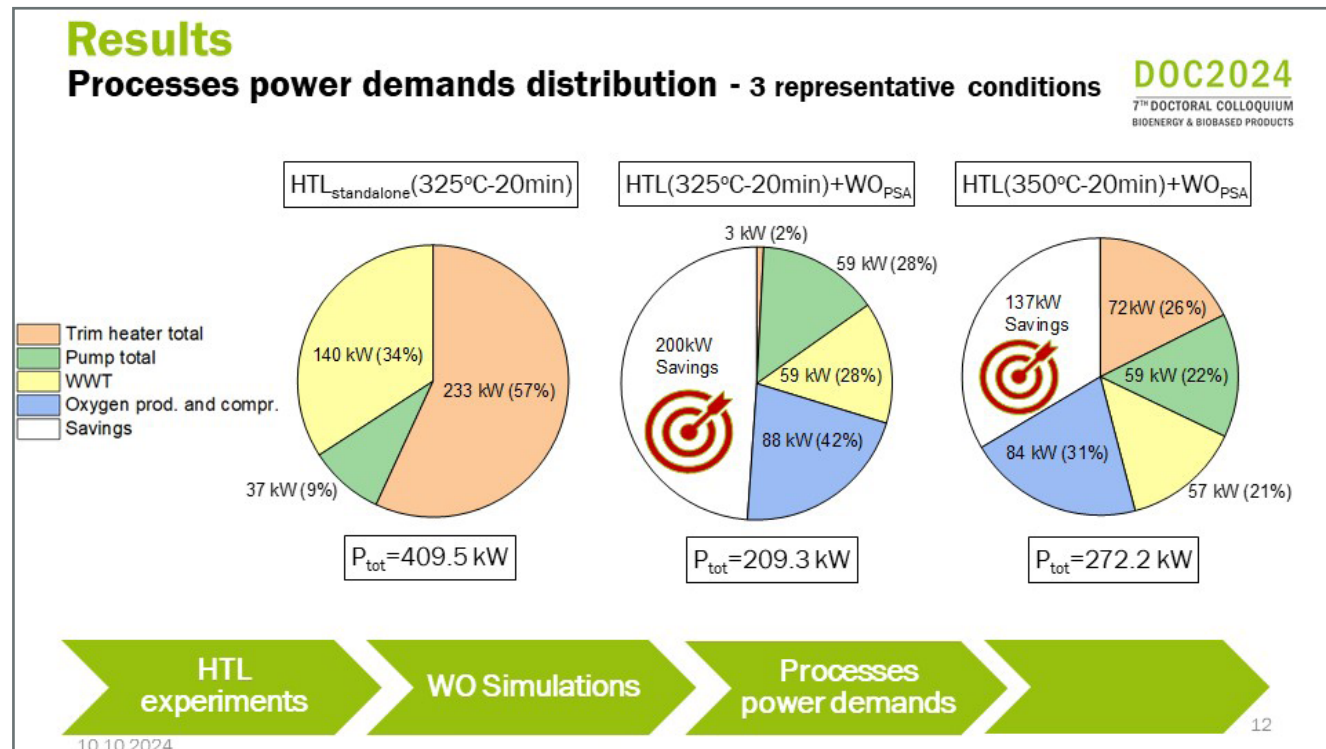 Results
Processes power demands distribution - 3 representative conditions
DOC2024
7TH DOCTORAL COLLOQUIUM
BIOENERGY & BIOBASED PRODUCTS
HTLstandalone(325ºC-20min)
HTL(325ºC-20min)+WOPSA
HTL(350ºC-20min)+WOPSA
Trim heater total
Pump total
WWT
Oxygen prod. and compr.
Savings
140 kW (34%)
233 kW (57%)
37 kW (9%)
Ptot=409.5 kW
3 kW (2%)
59 kW (28%)
200kW
Savings
59 kW (28%)
88 kW (42%)
Ptot=209.3 kW
137kW
Savings
72kW (26%)
59 kW (22%)
84 kW (31%)
57 kW (21%)
Ptot=272.2 kW
HTL
experiments
WO Simulations
Processes
power demands
10.10.2024
12